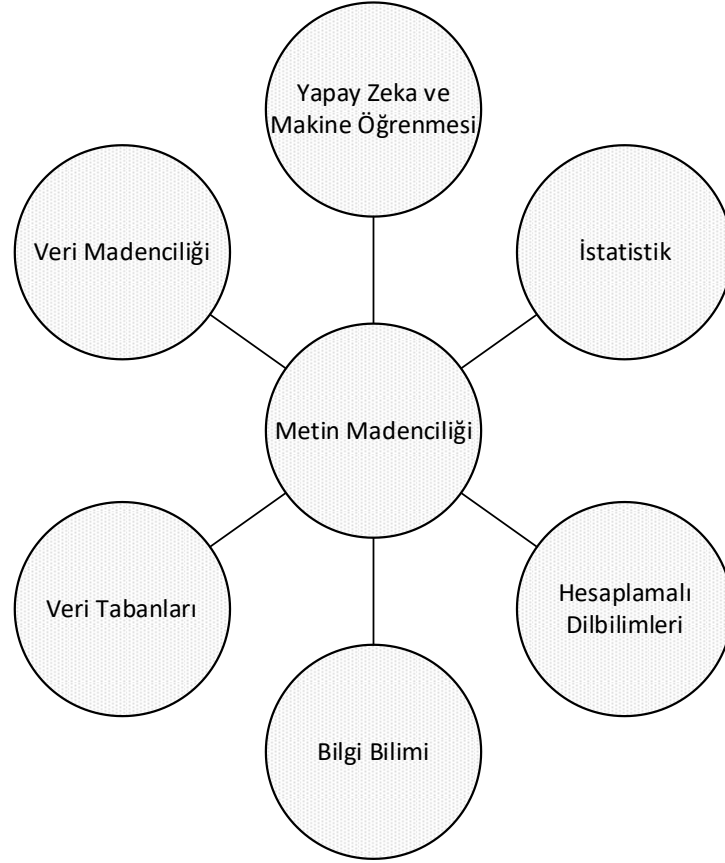 Yapay Zeka ve
Makine Öğrenmesi
Veri Madenciliği
İstatistik
Metin Madenciliği
Veri Tabanları
Hesaplamalı
Dilbilimleri
Bilgi Bilimi